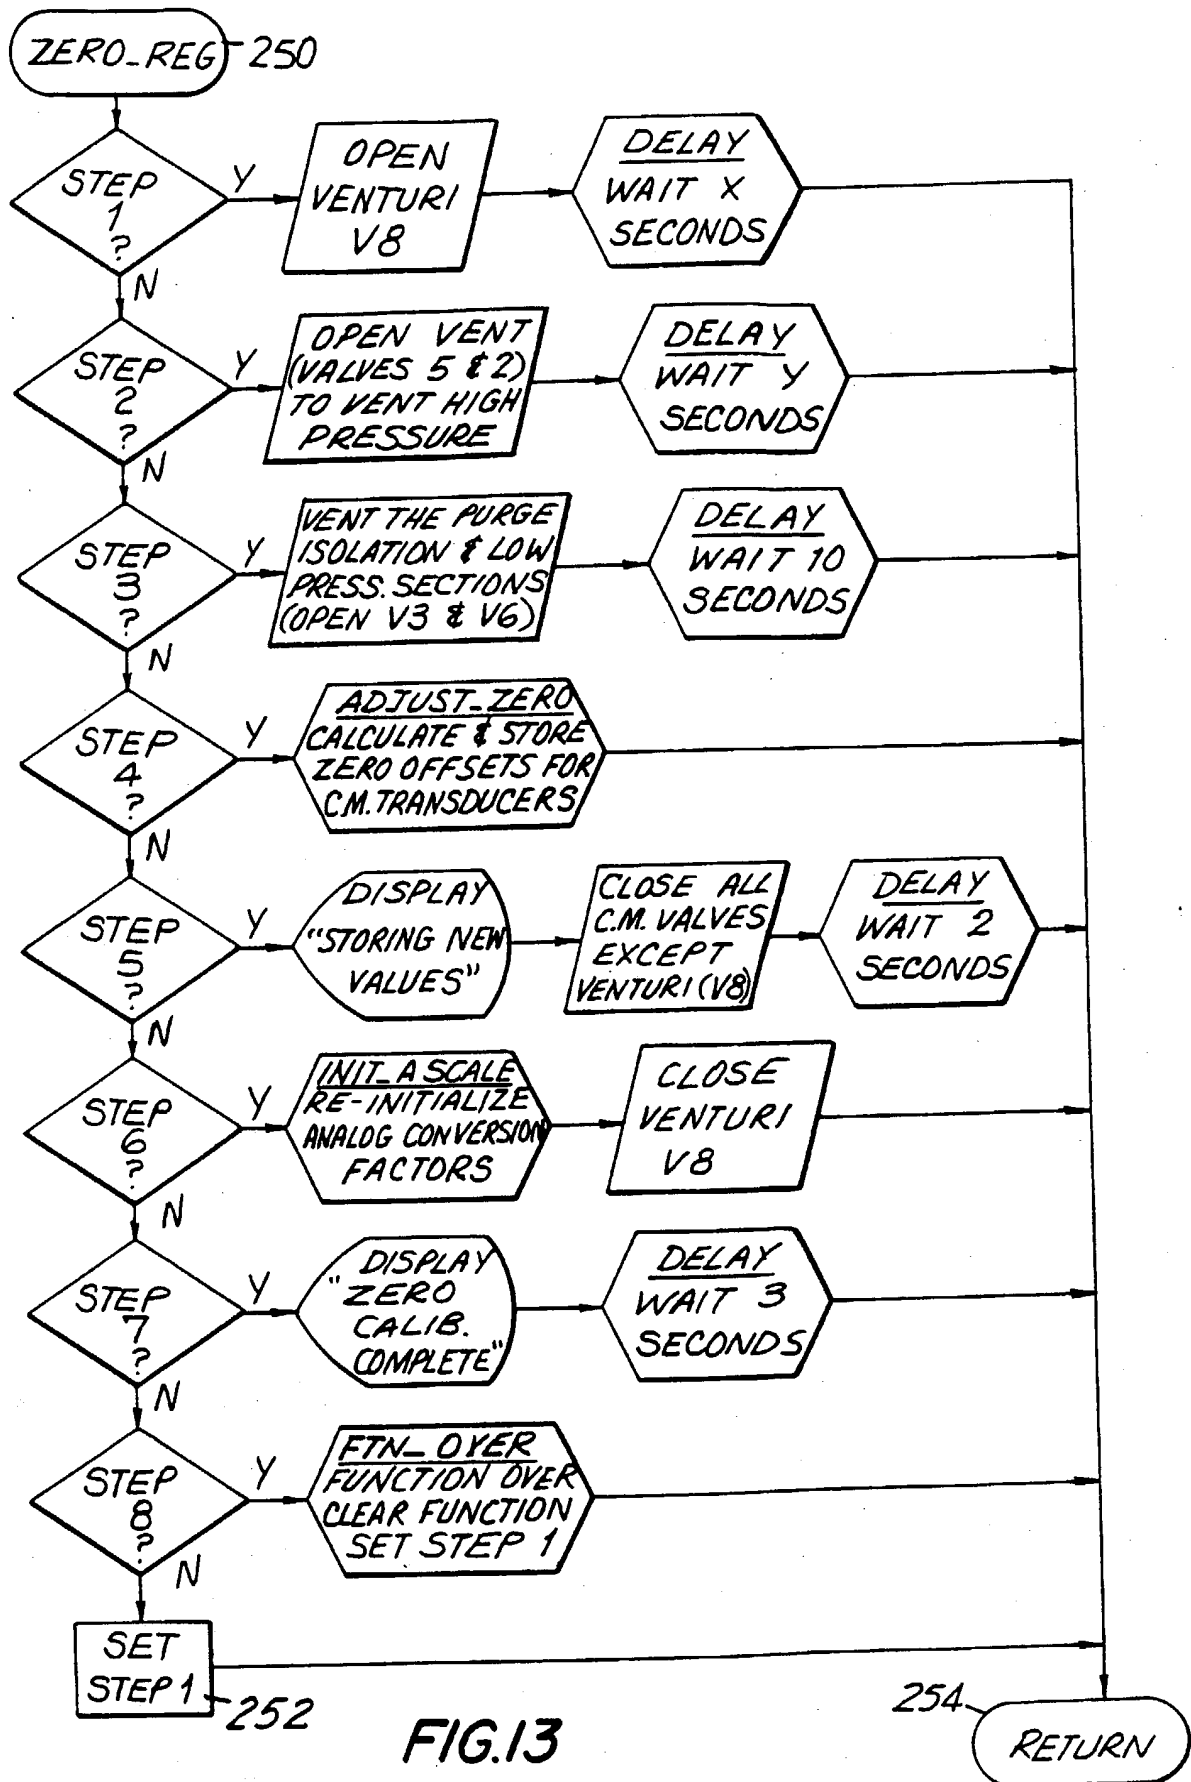 ZERO_REG
250
STEP
1
?
Y
N
OPEN
VENTURI
V8
DELAY
WAIT X
SECONDS
STEP
2
?
Y
N
OPEN VENT
(VALVES 5 & 2)
TO VENT HIGH
PRESSURE
DELAY
WAIT Y
SECONDS
STEP
3
?
Y
N
VENT THE PURGE
ISOLATION & LOW
PRESS. SECTIONS
(OPEN V3 & V6)
DELAY
WAIT 10
SECONDS
STEP
4
?
Y
N
ADJUST_ZERO
CALCULATE & STORE
ZERO OFFSETS FOR
C.M. TRANSDUCERS
STEP
5
?
Y
N
DISPLAY
"STORING NEW
VALUES"
CLOSE ALL
C.M. VALVES
EXCEPT
VENTURI (V8)
DELAY
WAIT 2
SECONDS
STEP
6
?
Y
N
INIT_A SCALE
RE-INITIALIZE
ANALOG CONVERSION
FACTORS
CLOSE
VENTURI
V8
STEP
7
?
Y
N
DISPLAY
"ZERO
CALIB.
COMPLETE"
DELAY
WAIT 3
SECONDS
STEP
8
?
Y
N
FTN_OVER
FUNCTION OVER
CLEAR FUNCTION
SET STEP 1
SET
STEP 1
252
254
RETURN
FIG.13